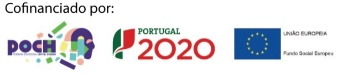 Cofinanciado por:
POCH
PORTUGAL
2020
UNIÃO EUROPEIA
Fundo Social Europeu